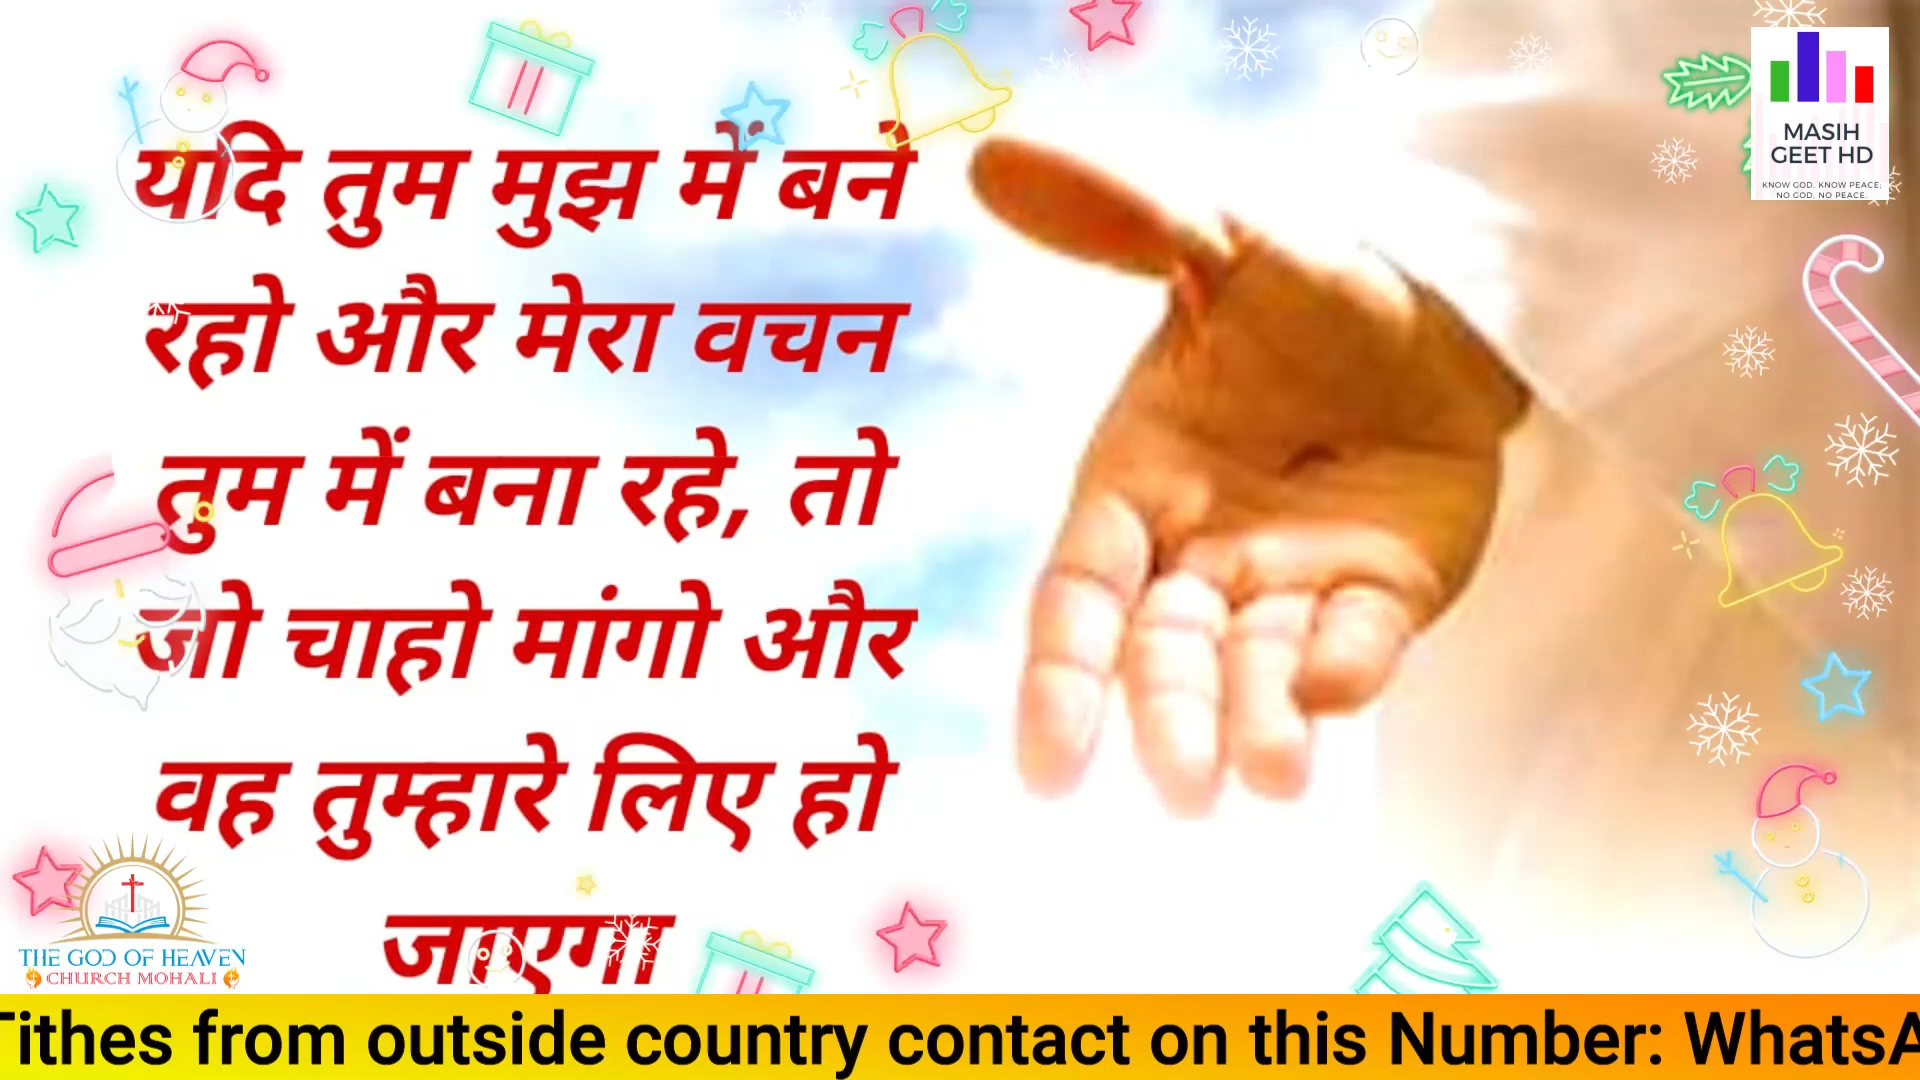 यदि तुम मुझ में बने
रहो और मेरा वचन
तुम में बना रहे, तो
जो चाहो मांगो और
वह तुम्हारे लिए हो
जाएगा
MASIH
GEET HD
KNOW GOD. KNOW PEACE;
NO GOD, NO PEACE.
THE GOD OF HEAVEN
CHURCH MOHALI
Tithes from outside country contact on this Number: WhatsA